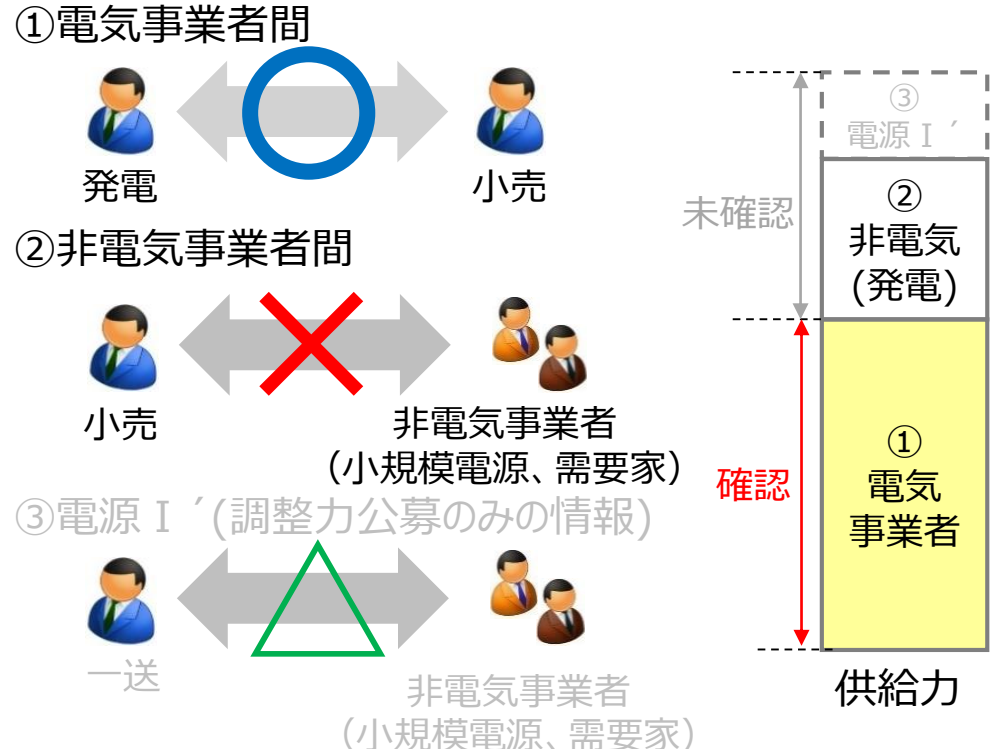 ①電気事業者間
発電
小売
②非電気事業者間
小売
非電気事業者
（小規模電源、需要家）
③電源Ⅰ´(調整力公募のみの情報)
一送
非電気事業者
（小規模電源、需要家）
③
電源Ⅰ´
未確認
②
非電気
(発電)
確認
①
電気
事業者
供給力